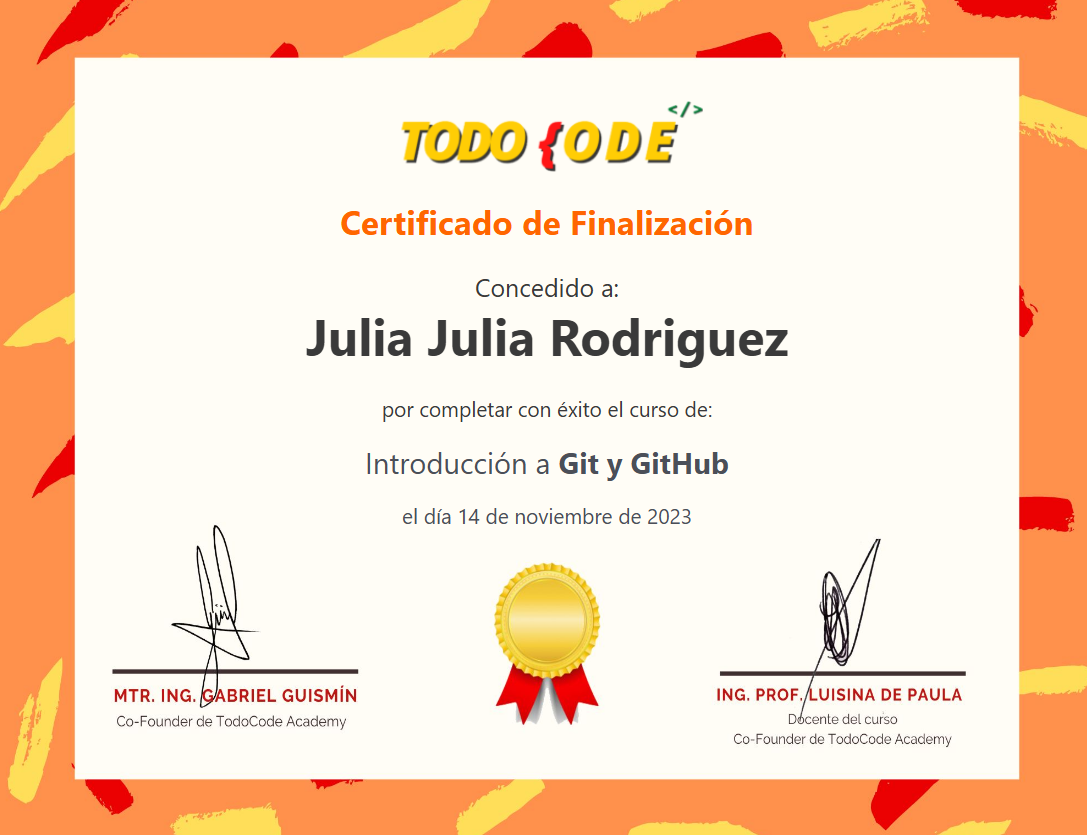 </>
TODO {ODE
Certificado de Finalización
Concedido a:
Julia Julia Rodriguez
por completar con éxito el curso de:
Introducción a Git y GitHub
el día 14 de noviembre de 2023
MTR. ING. GABRIEL GUISMÍN
Co-Founder de TodoCode Academy
ING. PROF. LUISINA DE PAULA
Docente del curso
Co-Founder de TodoCode Academy